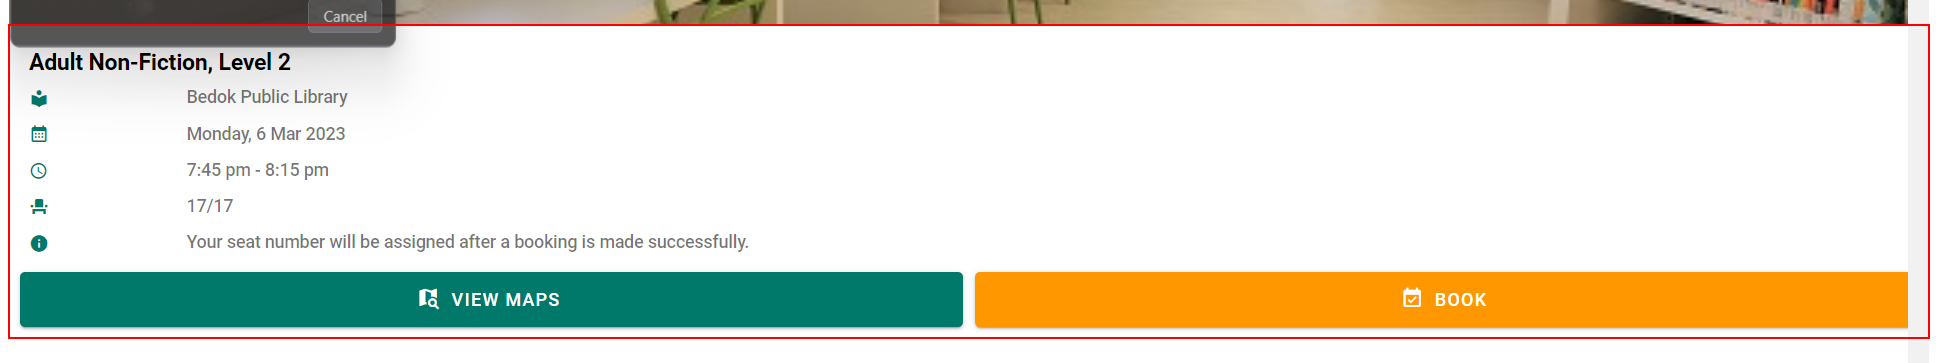 Cancel
Adult Non-Fiction, Level 2
Bedok Public Library
Monday, 6 Mar 2023
7:45 pm - 8:15 pm
17/17
Your seat number will be assigned after a booking is made successfully.
VIEW MAPS
BOOK